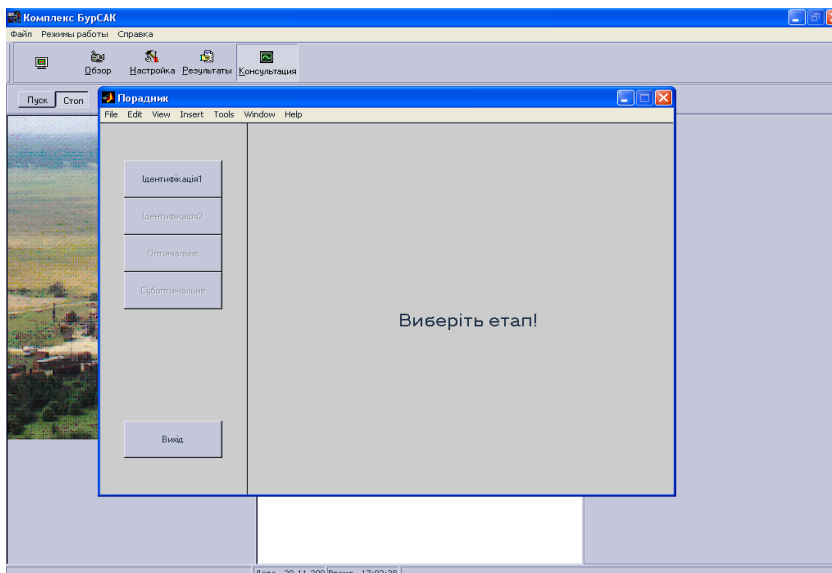 Комплекс БурСАК
Файл Режимы работы Справка
Обзор Настройка Результаты Консультация
Пуск Стоп
Порадник
File Edit View Insert Tools Window Help
Ідентифікація1
Ідентифікація2
Оптимальне
Субоптимальне
Виберіть етап!
Вихід